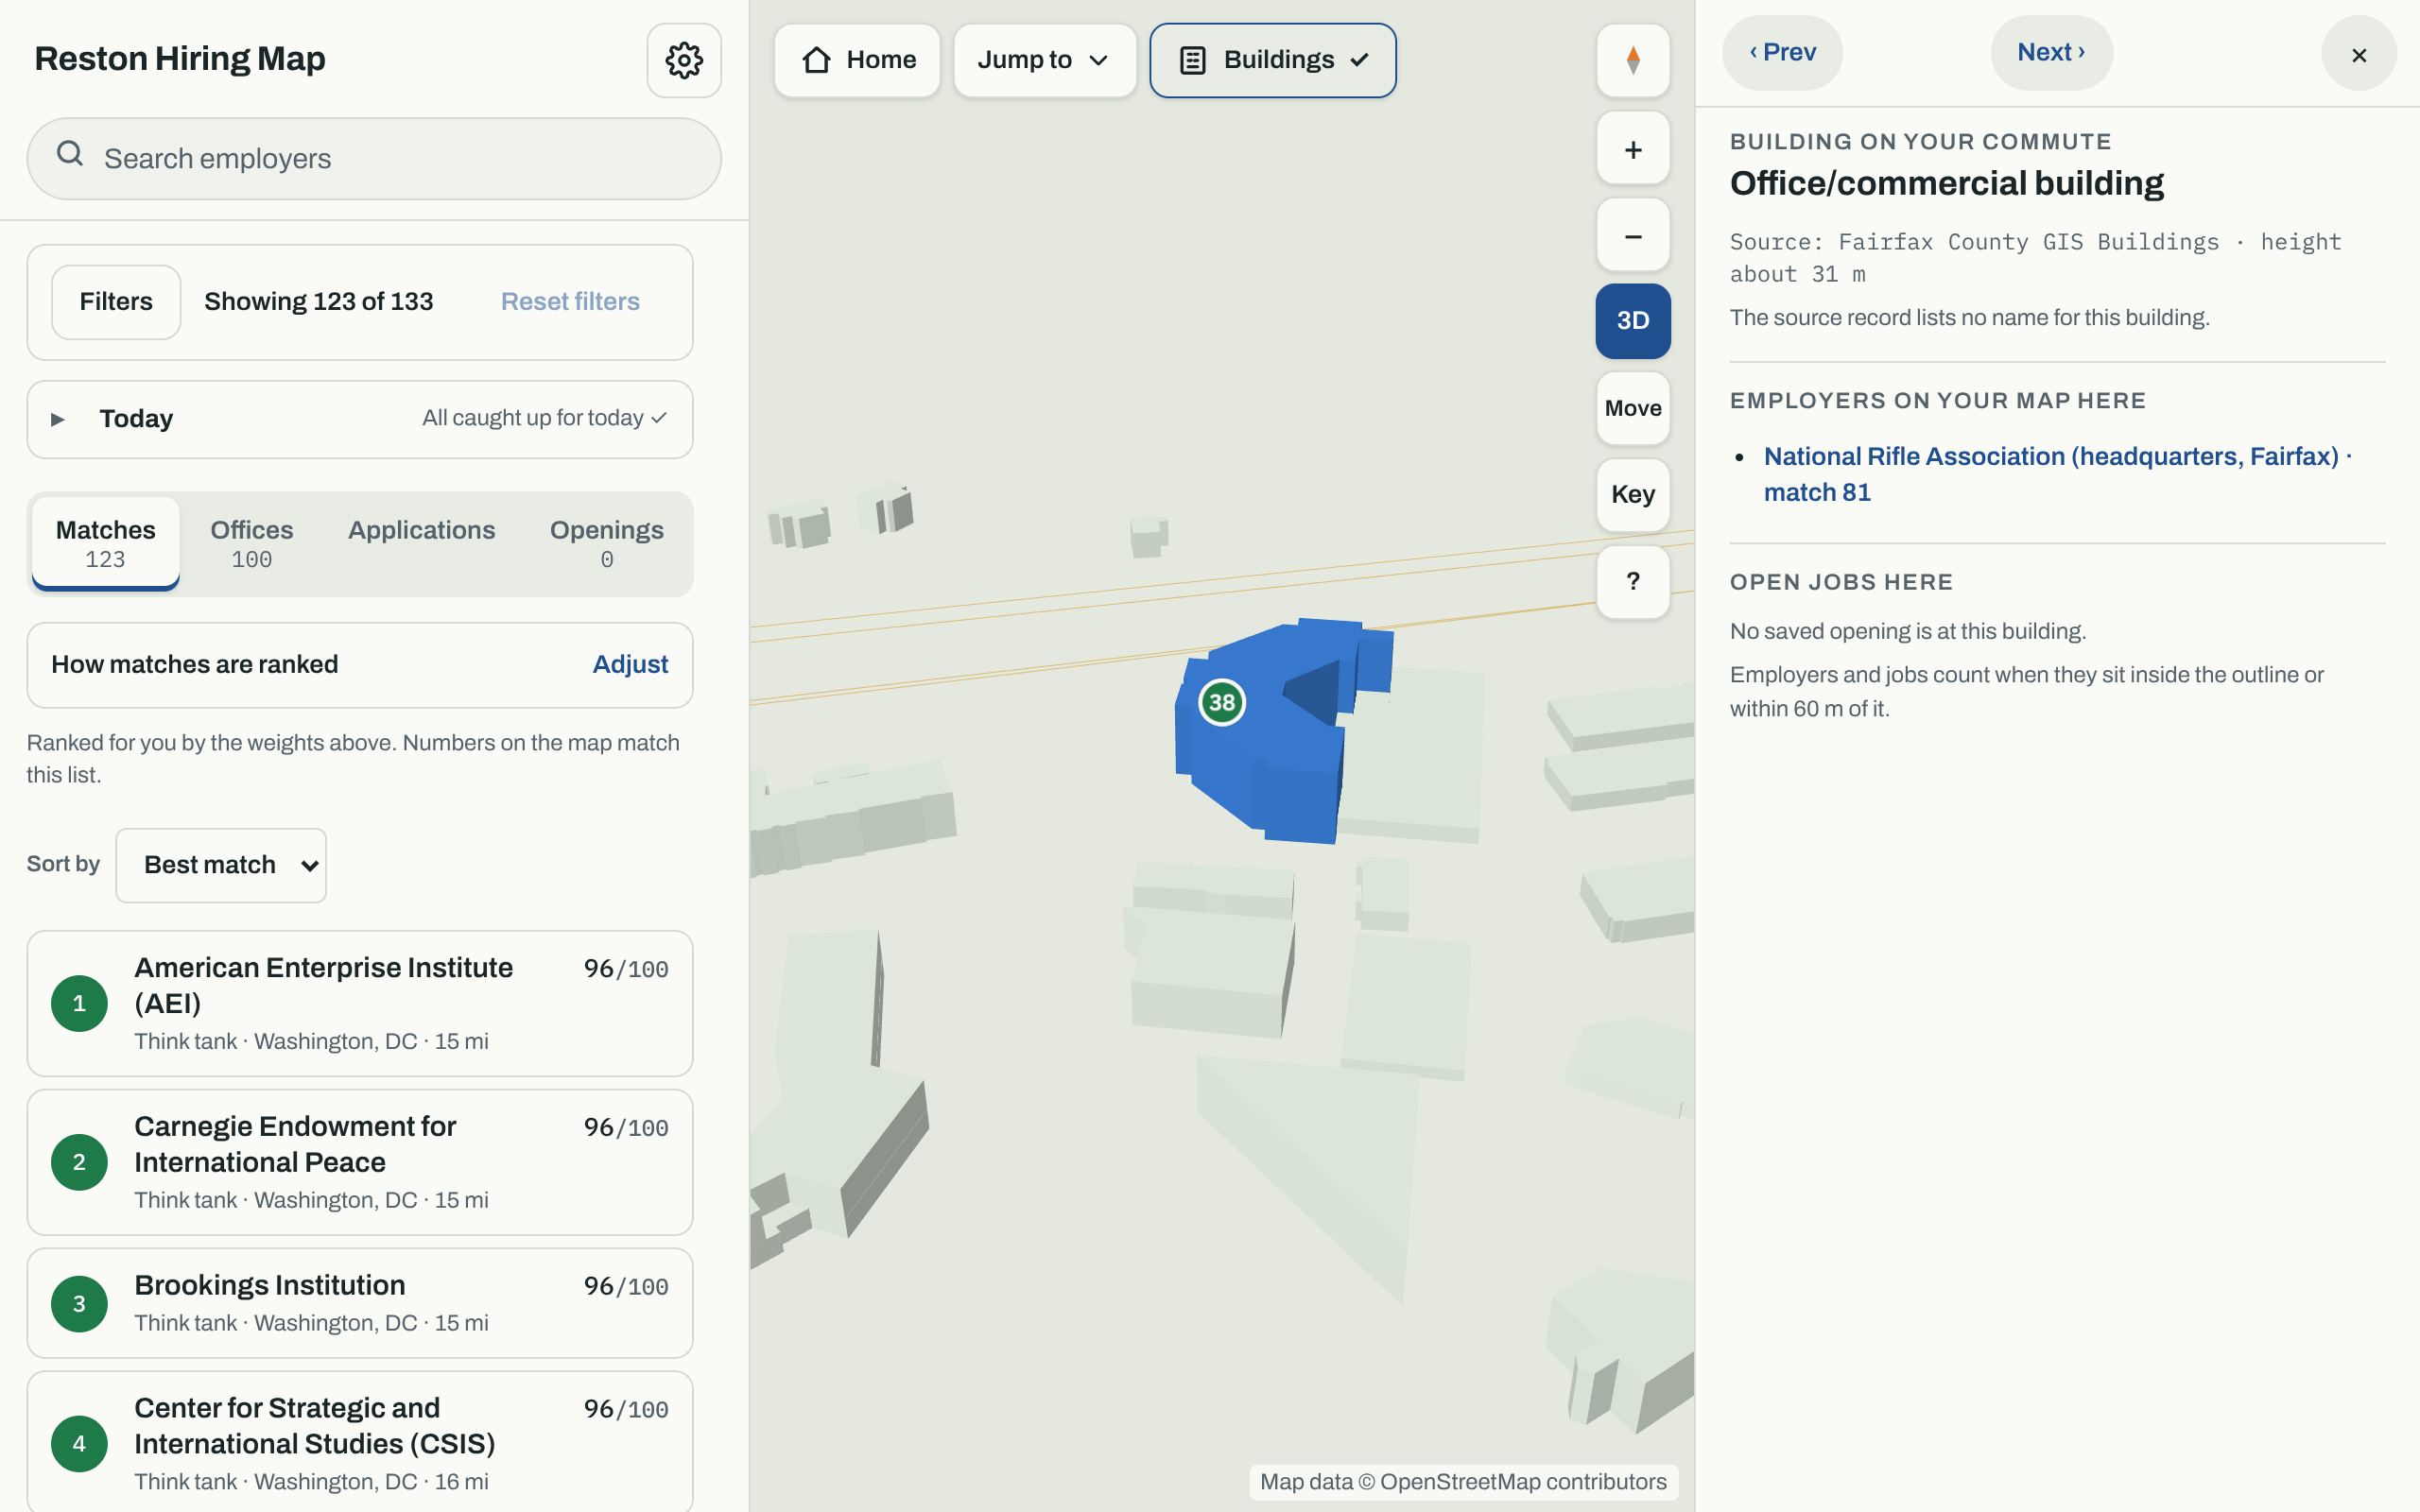 Reston Hiring Map
Search employers
Filters
Showing 123 of 133
Reset filters
Today
All caught up for today ✓
Matches
123
Offices
100
Applications
Openings
0
How matches are ranked
Adjust
Ranked for you by the weights above. Numbers on the map match
this list.
Sort by
Best match
1
American Enterprise Institute
(AEI)
96/100
Think tank · Washington, DC · 15 mi
2
Carnegie Endowment for
International Peace
96/100
Think tank · Washington, DC · 15 mi
3
Brookings Institution
96/100
Think tank · Washington, DC · 15 mi
4
Center for Strategic and
International Studies (CSIS)
96/100
Think tank · Washington, DC · 16 mi
Home
Jump to
Buildings ✓
+
−
3D
Move
Key
?
38
Map data © OpenStreetMap contributors
‹ Prev
Next ›
×
BUILDING ON YOUR COMMUTE
Office/commercial building
Source: Fairfax County GIS Buildings · height
about 31 m
The source record lists no name for this building.
EMPLOYERS ON YOUR MAP HERE
• National Rifle Association (headquarters, Fairfax) ·
match 81
OPEN JOBS HERE
No saved opening is at this building.
Employers and jobs count when they sit inside the outline or
within 60 m of it.